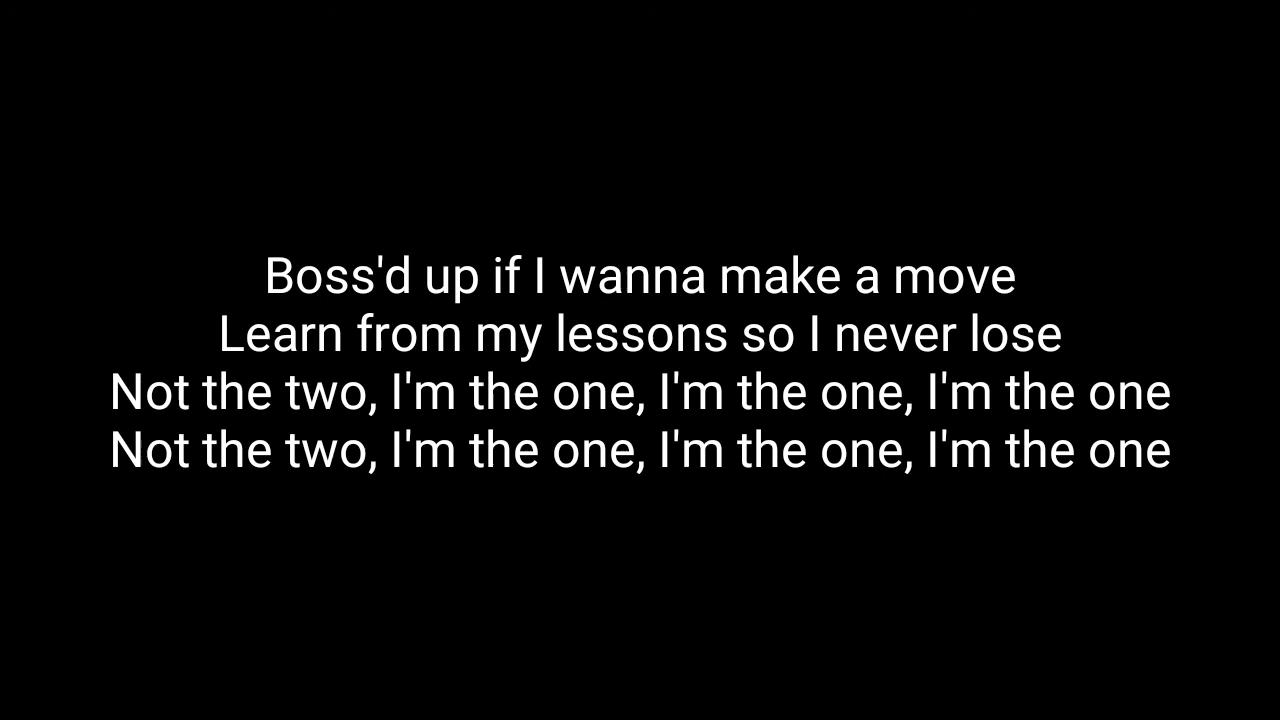 Boss'd up if I wanna make a move
Learn from my lessons so I never lose
Not the two, I'm the one, I'm the one, I'm the one
Not the two, I'm the one, I'm the one, I'm the one